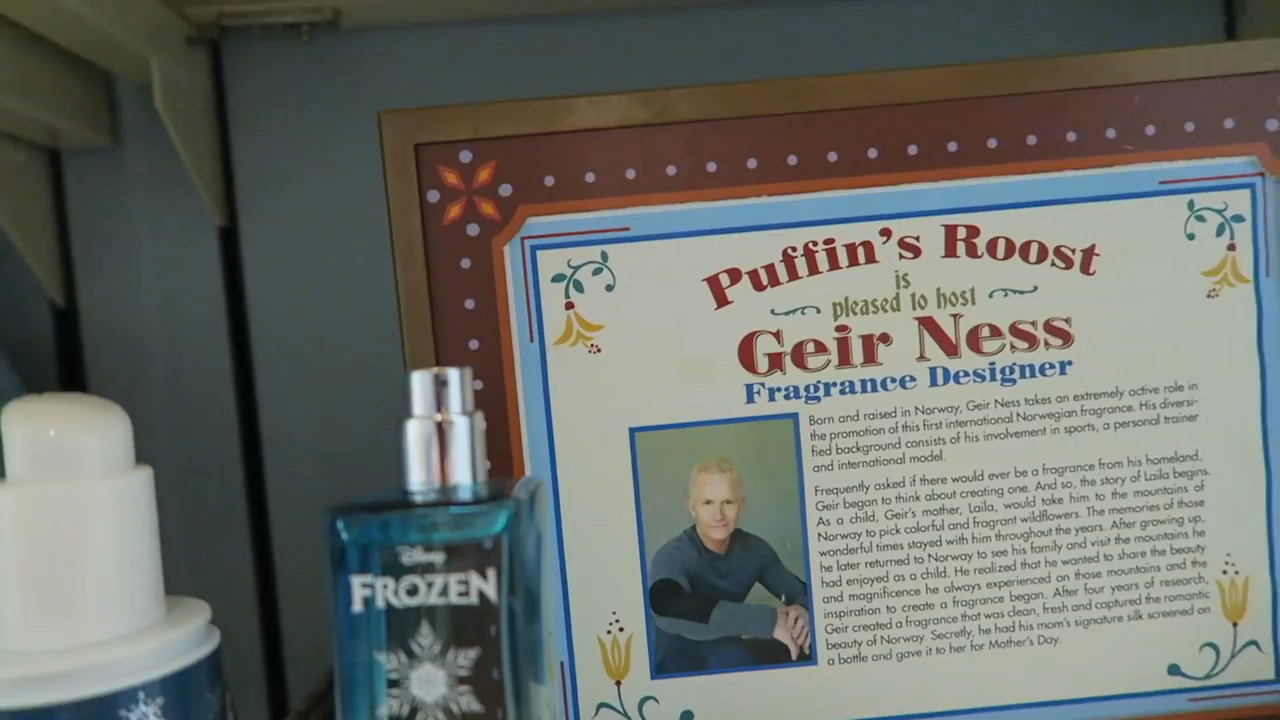 Puffin's Roost
is
pleased to host
Geir Ness
Fragrance Designer
Born and raised in Norway, Geir Ness takes an extremely active role in
the promotion of this first international Norwegian fragrance. His diversi-
fied background consists of his involvement in sports, a personal trainer
and international model.
Frequently asked if there would ever be a fragrance from his homeland,
Geir began to think about creating one. And so, the story of Laila begins.
As a child, Geir's mother, Laila, would take him to the mountains of
Norway to pick colorful and fragrant wildflowers. The memories of those
wonderful times stayed with him throughout the years. After growing up,
he later returned to Norway to see his family and visit the mountains he
had enjoyed as a child. He realized that he wanted to share the beauty
and magnificence he always experienced on those mountains and the
inspiration to create a fragrance began. After four years of research,
Geir created a fragrance that was clean, fresh and captured the romantic
beauty of Norway. Secretly, he had his mom's signature silk screened on
a bottle and gave it to her for Mother's Day.
Disney
FROZEN